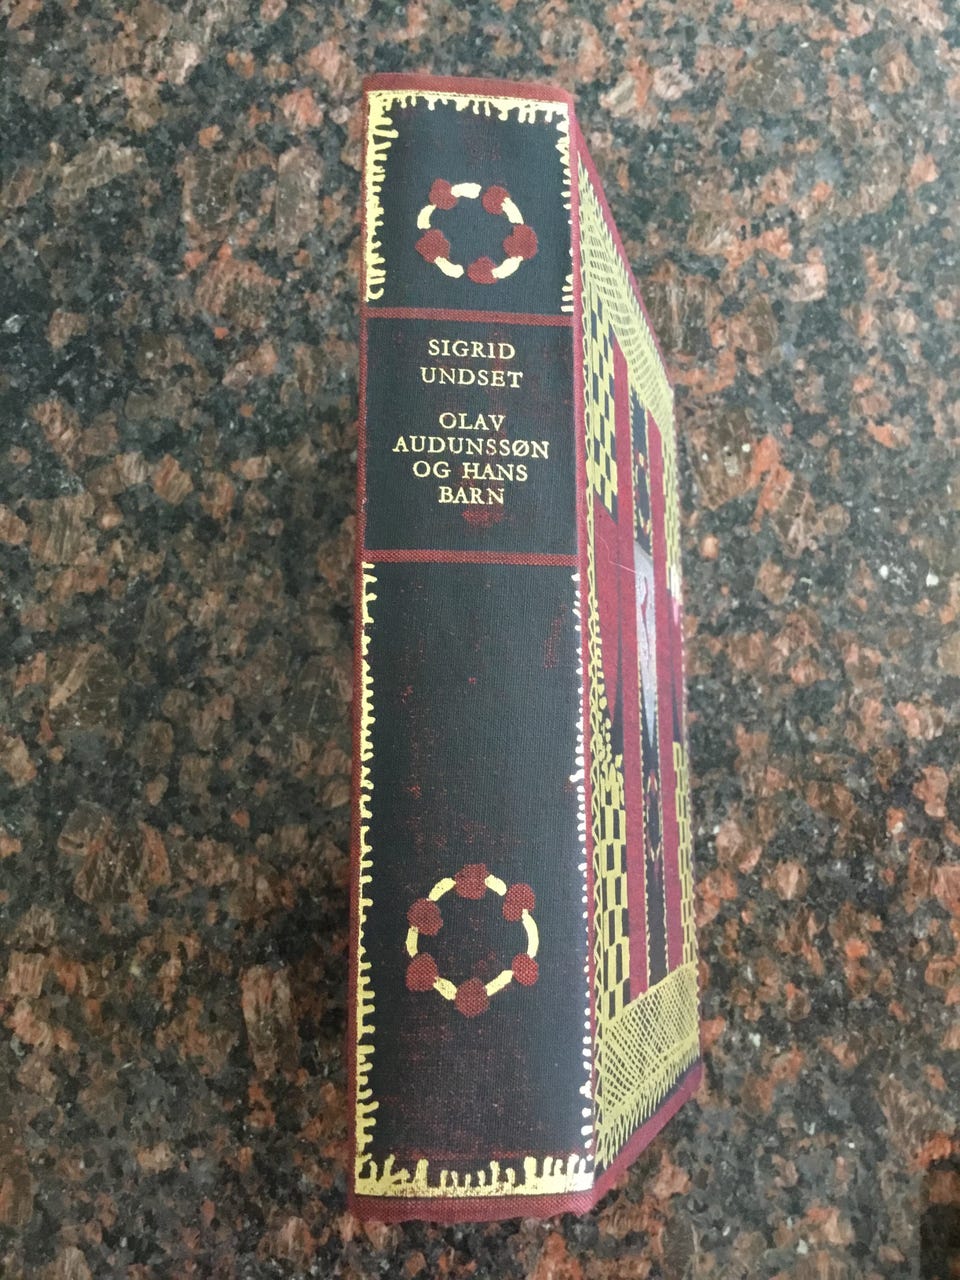 SIGRID
UNDSET
OLAV
AUDUNSSØN
OG HANS
BARN